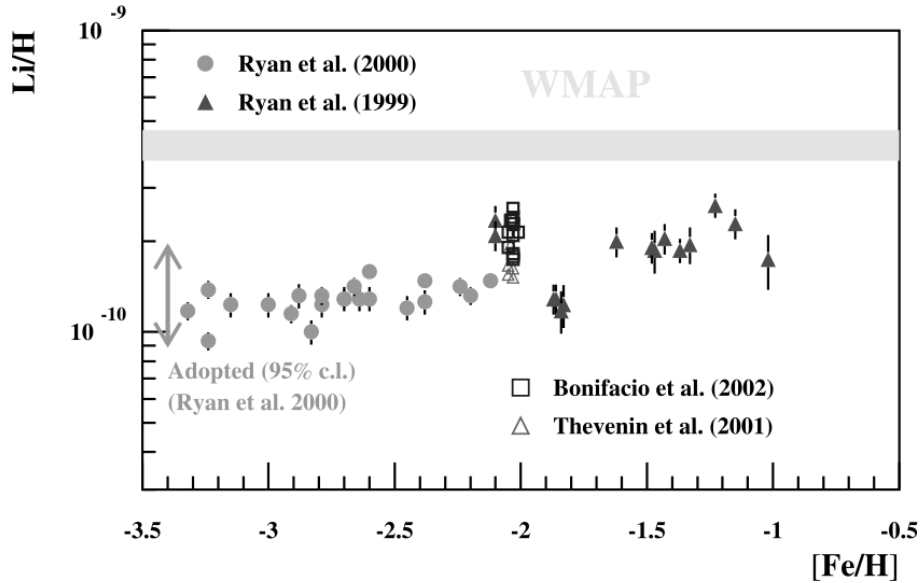 Li/H
10 -9
Ryan et al. (2000)
Ryan et al. (1999)
WMAP
10 -10
Adopted (95% c.l.)
(Ryan et al. 2000)
Bonifacio et al. (2002)
Thevenin et al. (2001)
-3.5 -3 -2.5 -2 -1.5 -1 -0.5
[Fe/H]